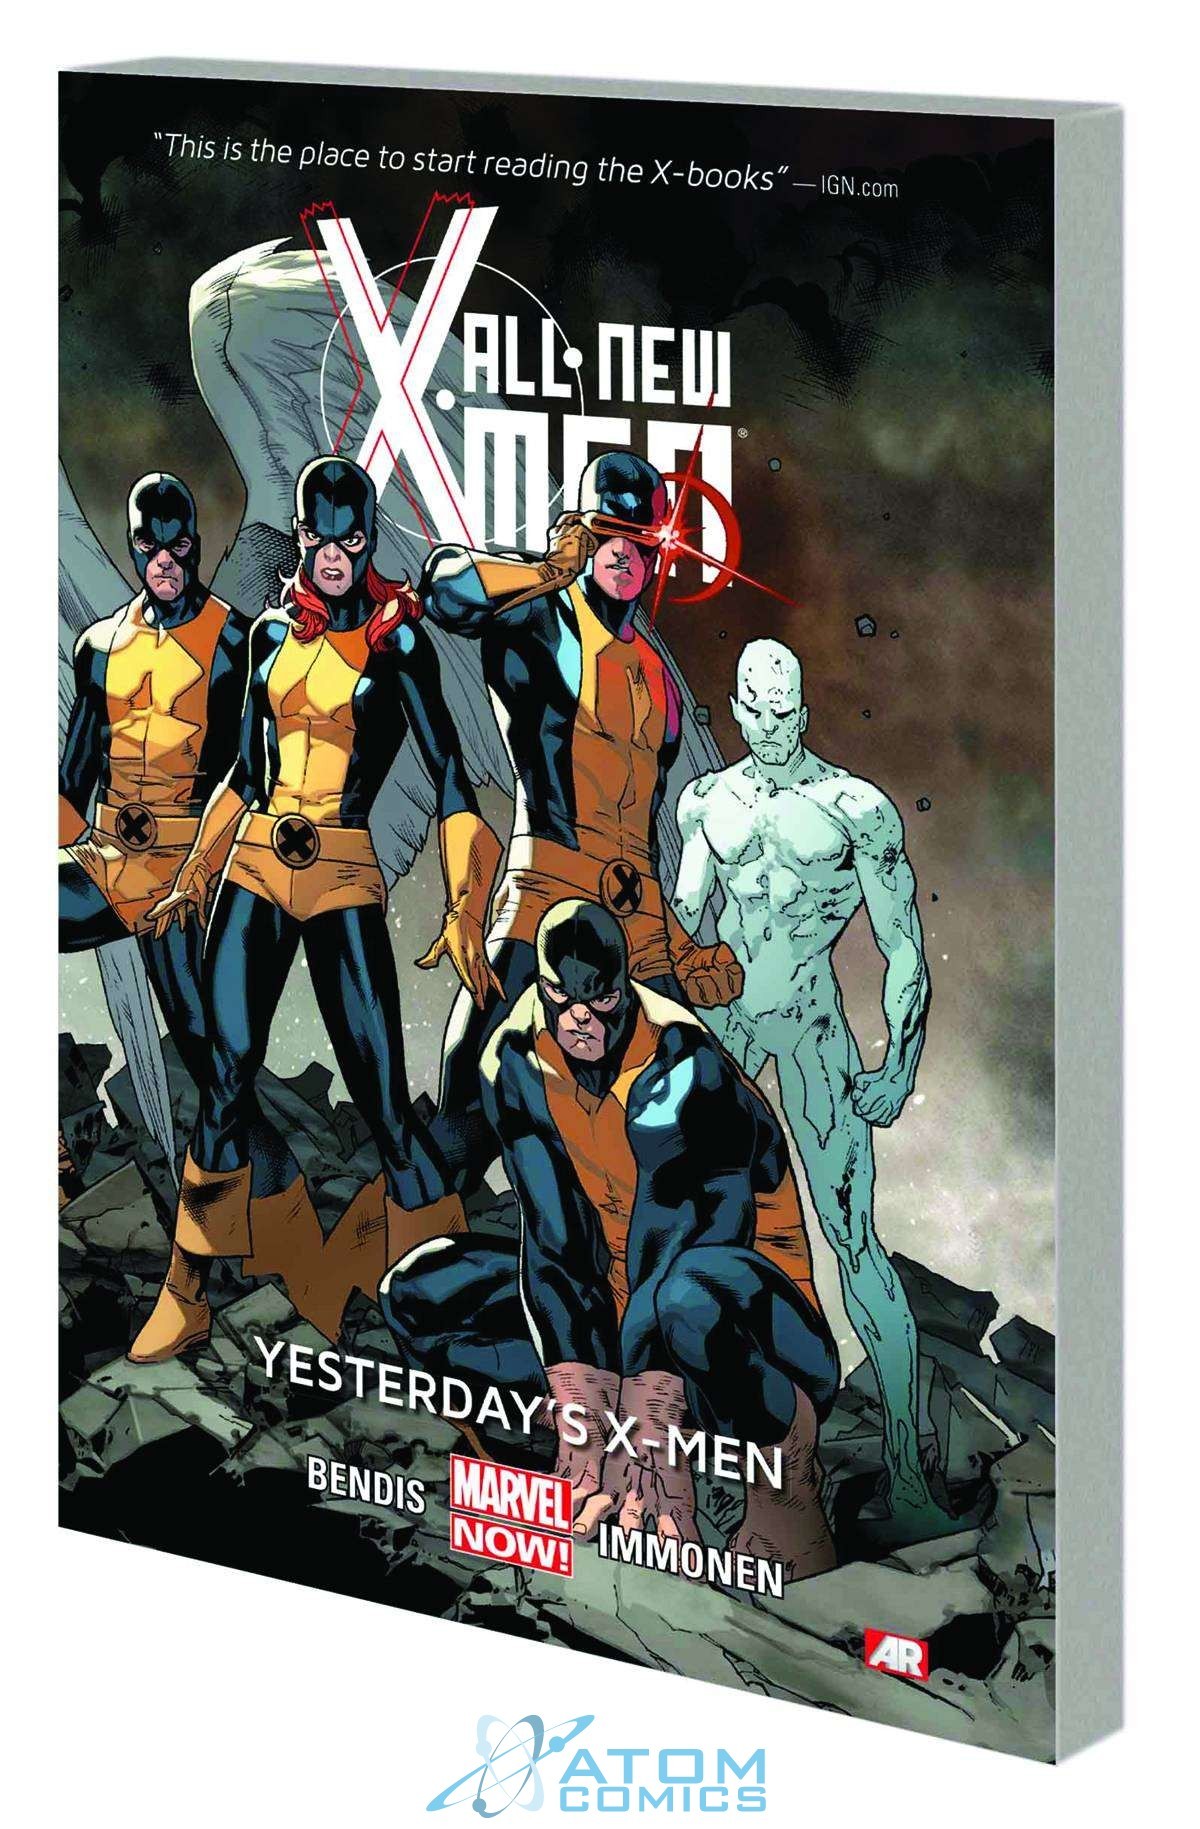 "This is the place to start reading the X-books" — IGN.com
X ALL·NEW
X-MEN®
YESTERDAY'S X-MEN
BENDIS
MARVEL
NOW!
IMMONEN
AR
ATOM
COMICS